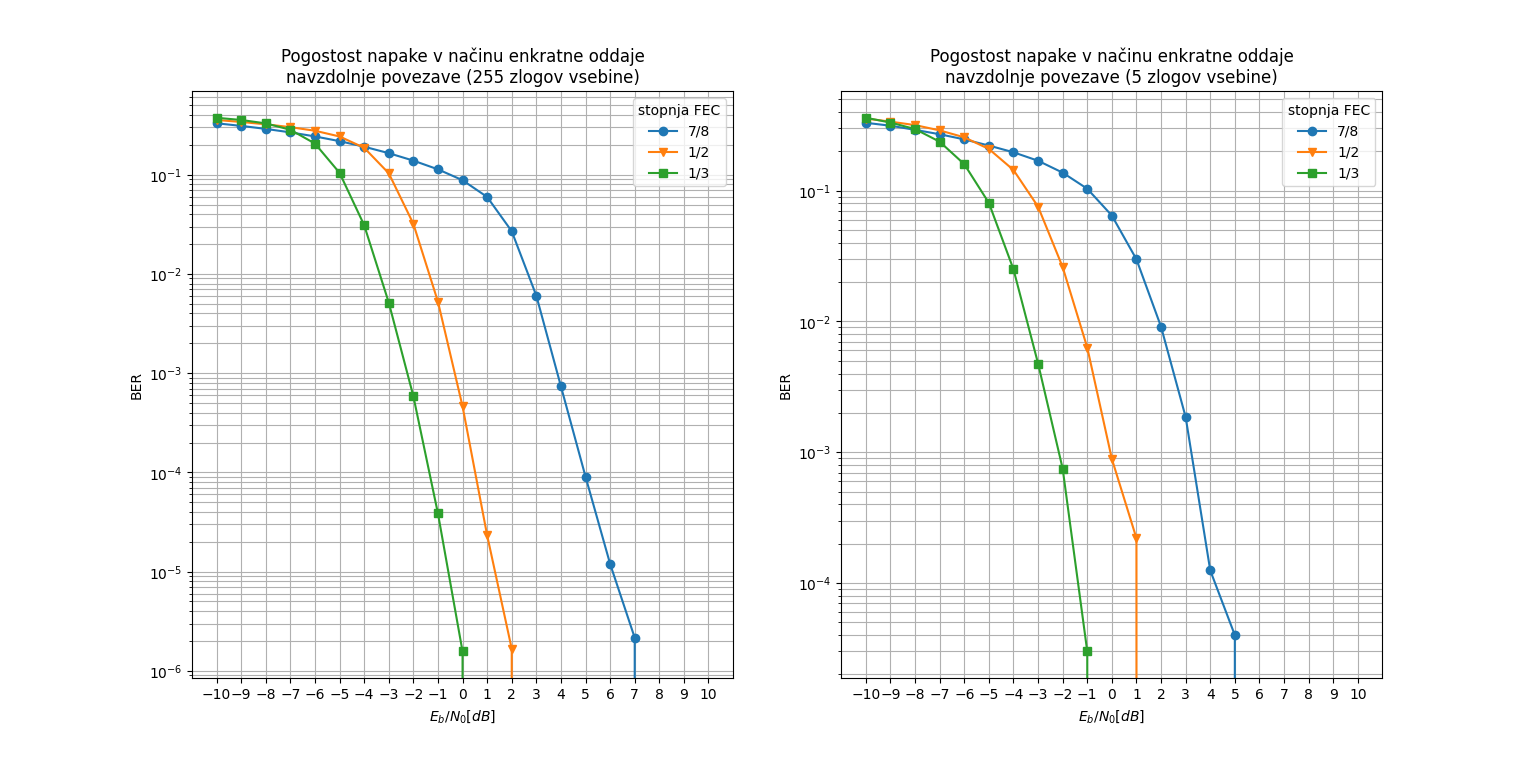 Pogostost napake v načinu enkratne oddaje
navzdolnje povezave (255 zlogov vsebine)
stopnja FEC
7/8
1/2
1/3
BER
10⁻¹
10⁻²
10⁻³
10⁻⁴
10⁻⁵
10⁻⁶
−10 −9 −8 −7 −6 −5 −4 −3 −2 −1 0 1 2 3 4 5 6 7 8 9 10
E_b/N_0[dB]
Pogostost napake v načinu enkratne oddaje
navzdolnje povezave (5 zlogov vsebine)
stopnja FEC
7/8
1/2
1/3
BER
10⁻¹
10⁻²
10⁻³
10⁻⁴
−10 −9 −8 −7 −6 −5 −4 −3 −2 −1 0 1 2 3 4 5 6 7 8 9 10
E_b/N_0[dB]